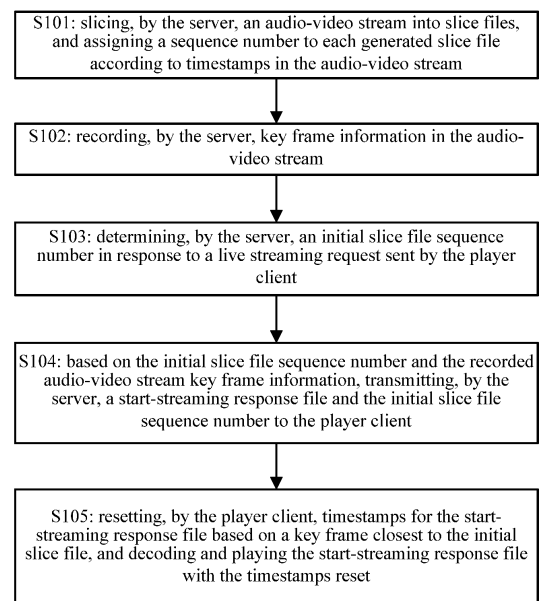 S101: slicing, by the server, an audio-video stream into slice files,
and assigning a sequence number to each generated slice file
according to timestamps in the audio-video stream
S102: recording, by the server, key frame information in the audio-
video stream
S103: determining, by the server, an initial slice file sequence
number in response to a live streaming request sent by the player
client
S104: based on the initial slice file sequence number and the recorded
audio-video stream key frame information, transmitting, by the
server, a start-streaming response file and the initial slice file
sequence number to the player client
S105: resetting, by the player client, timestamps for the start-
streaming response file based on a key frame closest to the initial
slice file, and decoding and playing the start-streaming response file
with the timestamps reset